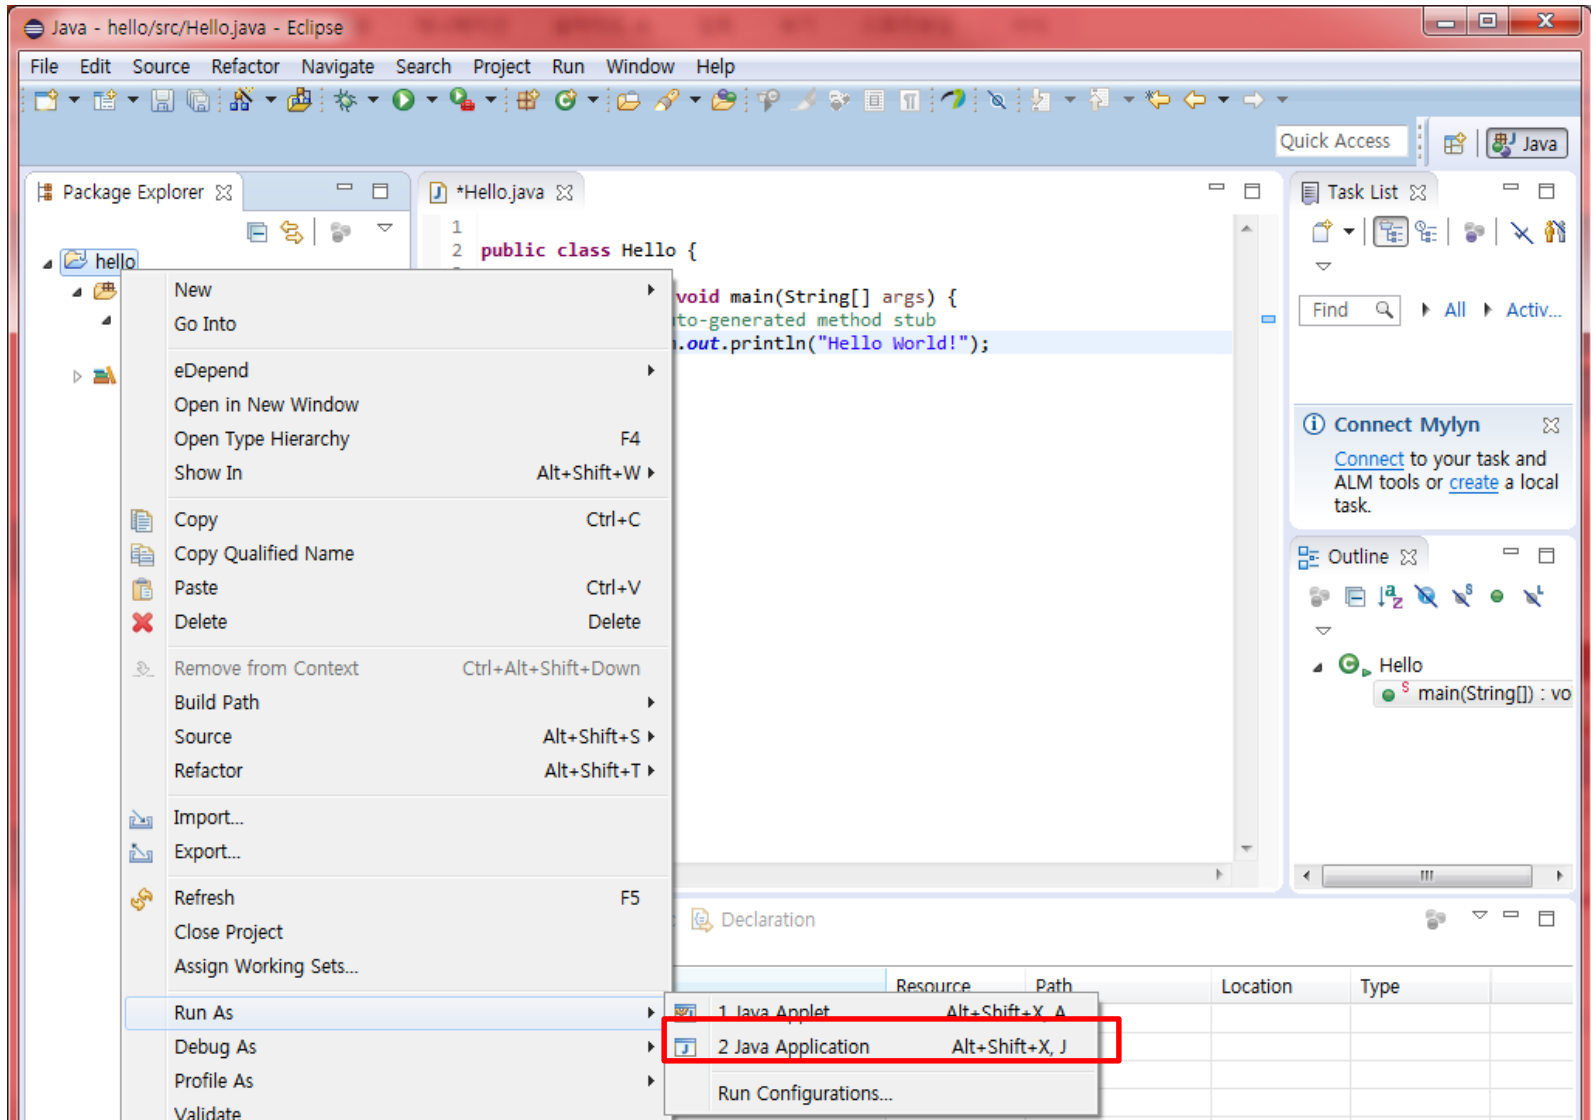 Java - hello/src/Hello.java - Eclipse
File Edit Source Refactor Navigate Search Project Run Window Help
Quick Access
Java
Package Explorer
*Hello.java
Task List
1
2 public class Hello {
hello
void main(String[] args) {
to-generated method stub
.out.println("Hello World!");
Find
All
Activ...
Connect Mylyn
Connect to your task and
ALM tools or create a local
task.
Outline
Hello
main(String[]) : vo
New
Go Into
eDepend
Open in New Window
Open Type Hierarchy F4
Show In Alt+Shift+W
Copy Ctrl+C
Copy Qualified Name
Paste Ctrl+V
Delete Delete
Remove from Context Ctrl+Alt+Shift+Down
Build Path
Source Alt+Shift+S
Refactor Alt+Shift+T
Import...
Export...
Refresh F5
Close Project
Assign Working Sets...
Run As
Debug As
Profile As
Validate
Declaration
Resource Path Location Type
1 Java Applet Alt+Shift+X, A
2 Java Application Alt+Shift+X, J
Run Configurations...